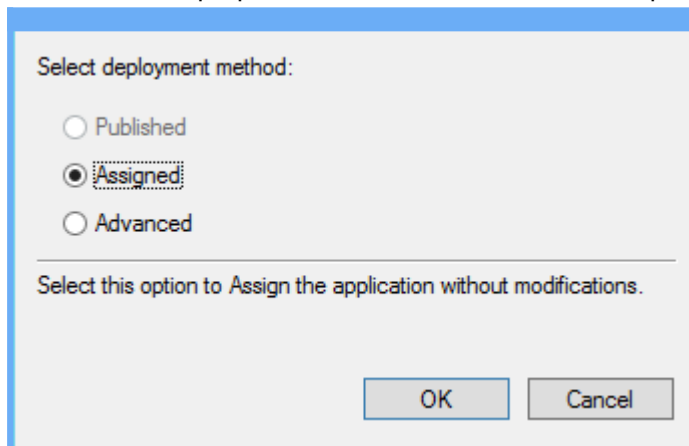 Select deployment method:
Published
Assigned
Advanced
Select this option to Assign the application without modifications.
OK
Cancel